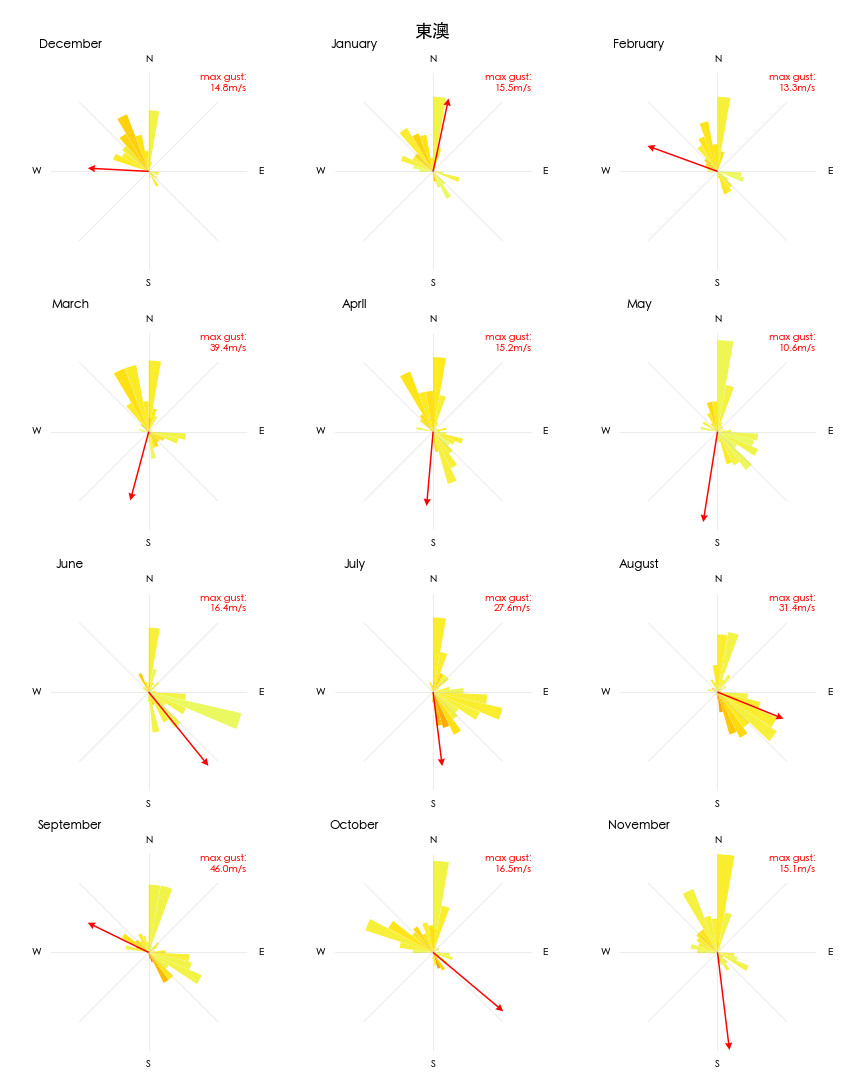 東澳
December
N
max gust:
14.8m/s
W
E
S
January
N
max gust:
15.5m/s
W
E
S
February
N
max gust:
13.3m/s
W
E
S
March
N
max gust:
39.4m/s
W
E
S
April
N
max gust:
15.2m/s
W
E
S
May
N
max gust:
10.6m/s
W
E
S
June
N
max gust:
16.4m/s
W
E
S
July
N
max gust:
27.6m/s
W
E
S
August
N
max gust:
31.4m/s
W
E
S
September
N
max gust:
46.0m/s
W
E
S
October
N
max gust:
16.5m/s
W
E
S
November
N
max gust:
15.1m/s
W
E
S